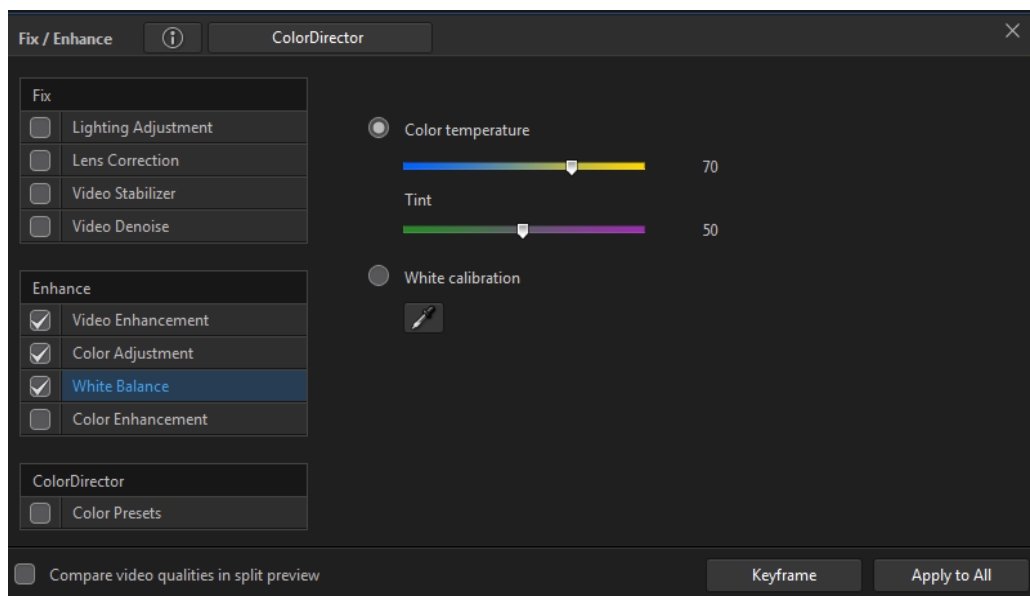 Fix / Enhance
ColorDirector
Fix
Lighting Adjustment
Lens Correction
Video Stabilizer
Video Denoise
Enhance
Video Enhancement
Color Adjustment
White Balance
Color Enhancement
ColorDirector
Color Presets
Color temperature
70
Tint
50
White calibration
Compare video qualities in split preview
Keyframe
Apply to All